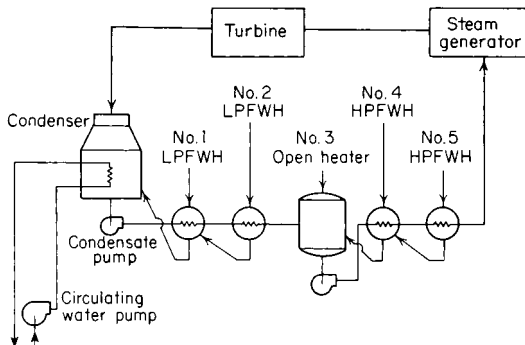 Turbine
Steam
generator
Condenser
No. 1
LPFWH
No. 2
LPFWH
No. 3
Open heater
No. 4
HPFWH
No. 5
HPFWH
Condensate
pump
Circulating
water pump